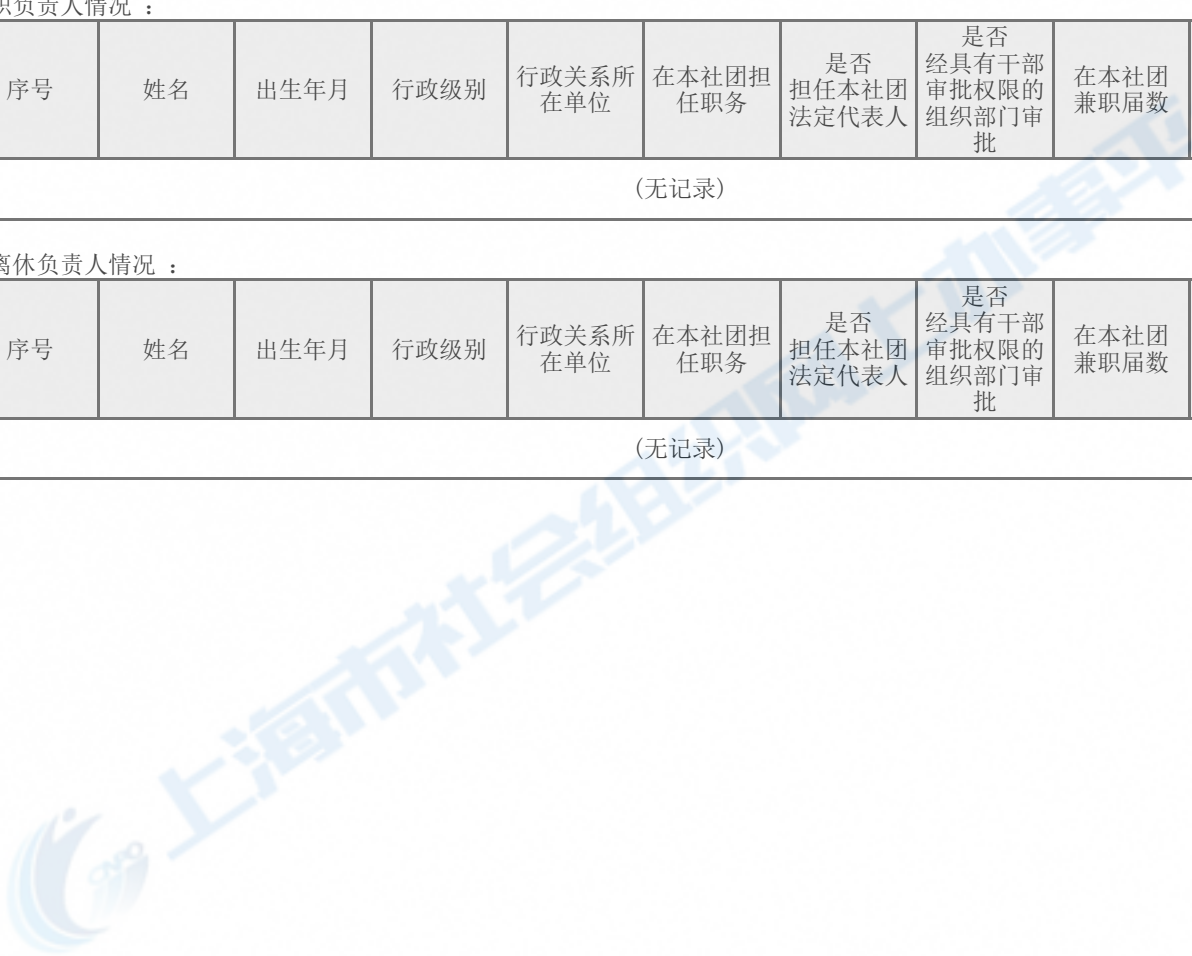 职负责人情况 ：
序号 姓名 出生年月 行政级别 行政关系所在单位 在本社团担任职务 是否担任本社团法定代表人 是否经具有干部审批权限的组织部门审批 在本社团兼职届数
(无记录)
离休负责人情况 ：
序号 姓名 出生年月 行政级别 行政关系所在单位 在本社团担任职务 是否担任本社团法定代表人 是否经具有干部审批权限的组织部门审批 在本社团兼职届数
(无记录)
上海市社会组织网上办事平
CNPO